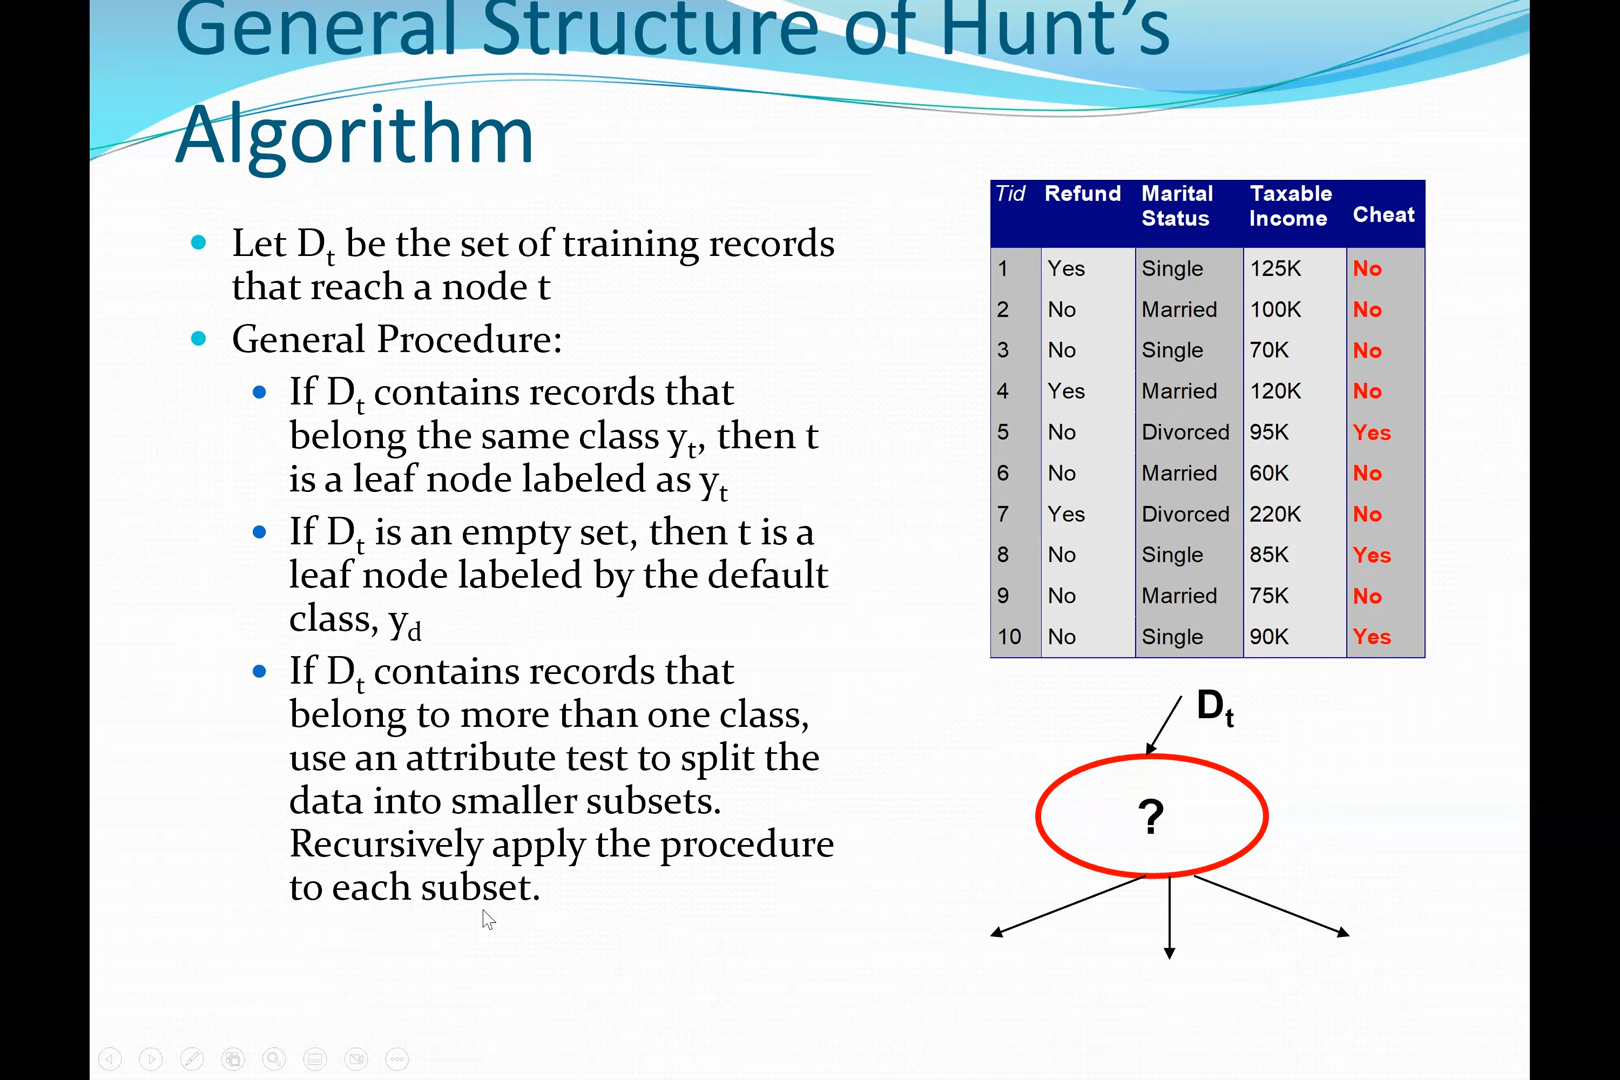 General Structure of Hunt's
Algorithm
Let Dt be the set of training records
that reach a node t
General Procedure:
If Dt contains records that
belong the same class yt, then t
is a leaf node labeled as yt
If Dt is an empty set, then t is a
leaf node labeled by the default
class, yd
If Dt contains records that
belong to more than one class,
use an attribute test to split the
data into smaller subsets.
Recursively apply the procedure
to each subset.
Tid Refund Marital Status Taxable Income Cheat
1 Yes Single 125K No
2 No Married 100K No
3 No Single 70K No
4 Yes Married 120K No
5 No Divorced 95K Yes
6 No Married 60K No
7 Yes Divorced 220K No
8 No Single 85K Yes
9 No Married 75K No
10 No Single 90K Yes
Dt
?